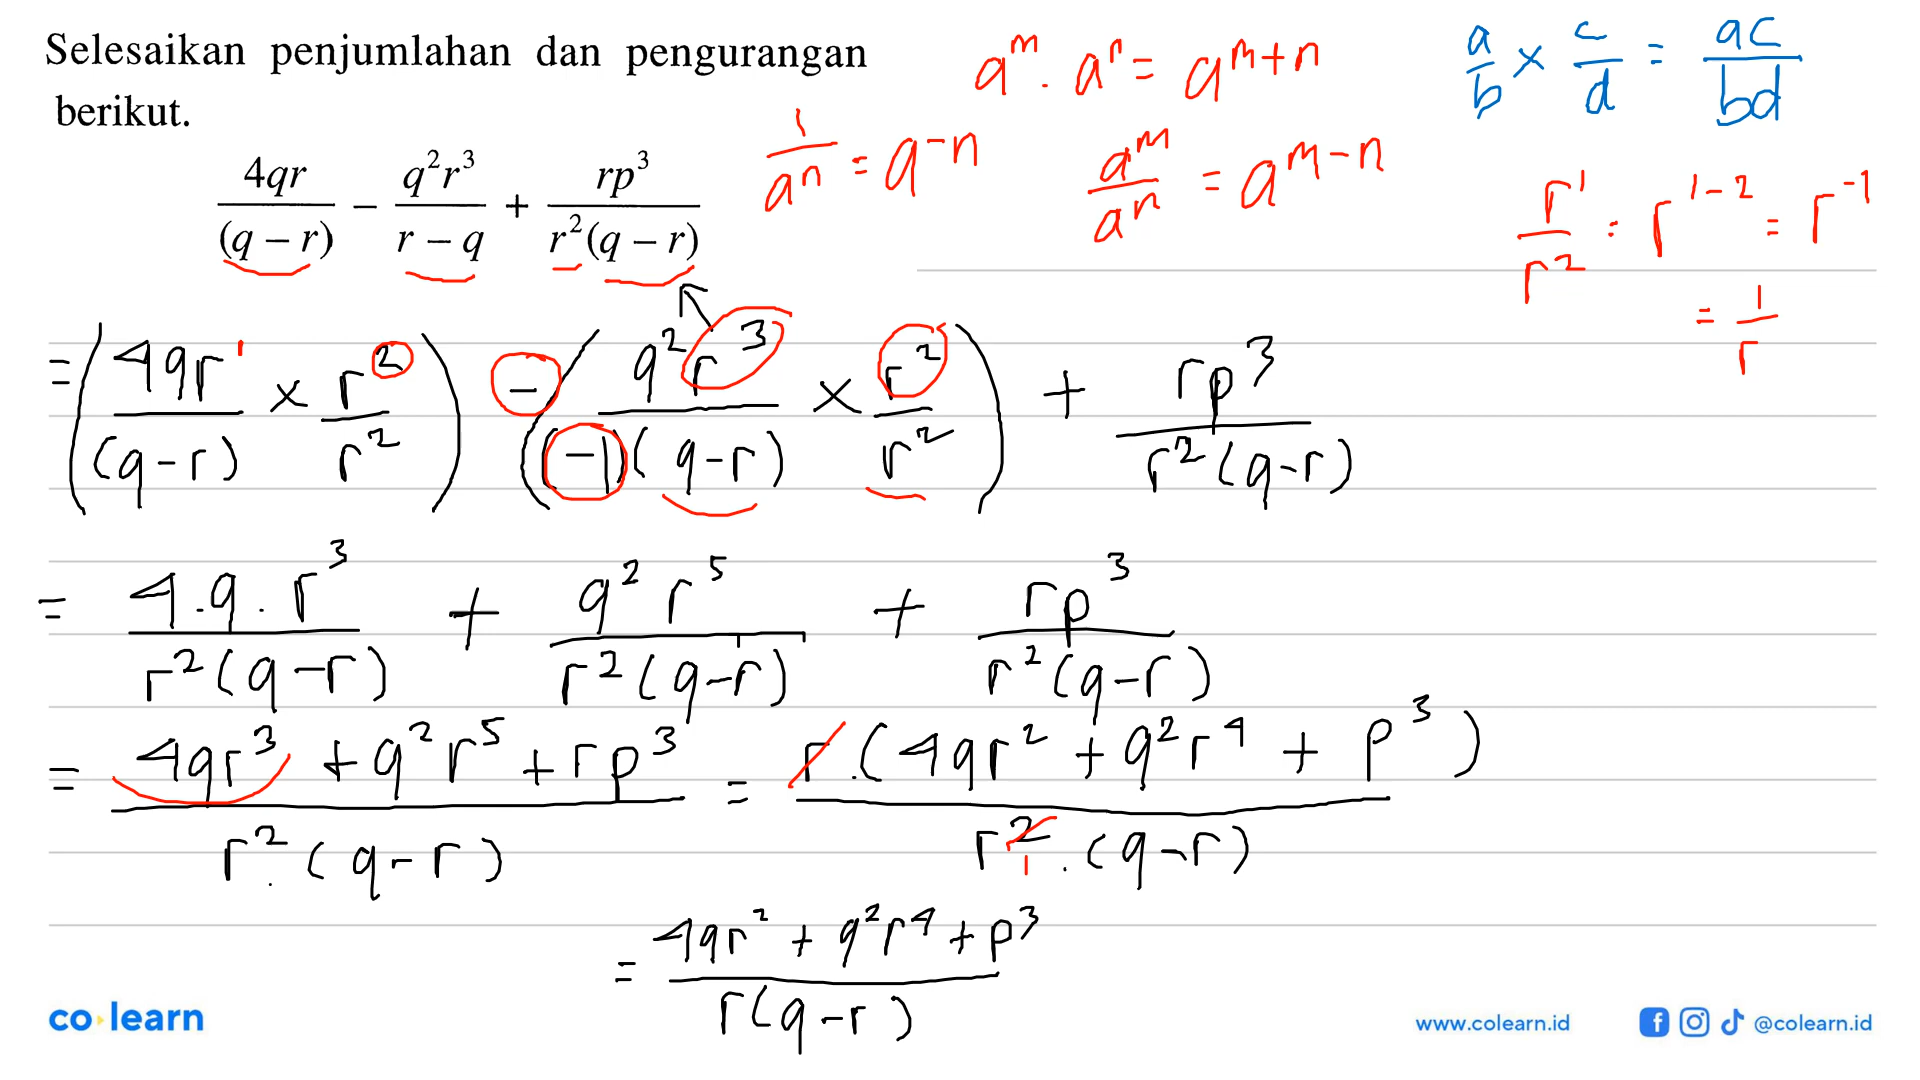 Selesaikan penjumlahan dan pengurangan
berikut.
4qr/(q − r) − q²r³/r − q + rp³/r²(q − r)
a^m · a^n = a^(m+n)
1/a^n = a^(−n)
a^m/a^n = a^(m−n)
a/b × c/d = ac/bd
r¹/r² = r^(1−2) = r^(−1)
= 1/r
= (4qr¹/(q−r) × r²/r²) − (q²r³/(−1)(q−r) × r²/r²) + rp³/r²(q−r)
= 4.q.r³/r²(q−r) + q²r⁵/r²(q−r) + rp³/r²(q−r)
= 4qr³ + q²r⁵ + rp³/r²(q−r) = r.(4qr² + q²r⁴ + p³)/r² 1.(q−r)
= 4qr² + q²r⁴ + p³/r(q−r)
co learn
www.colearn.id
@colearn.id